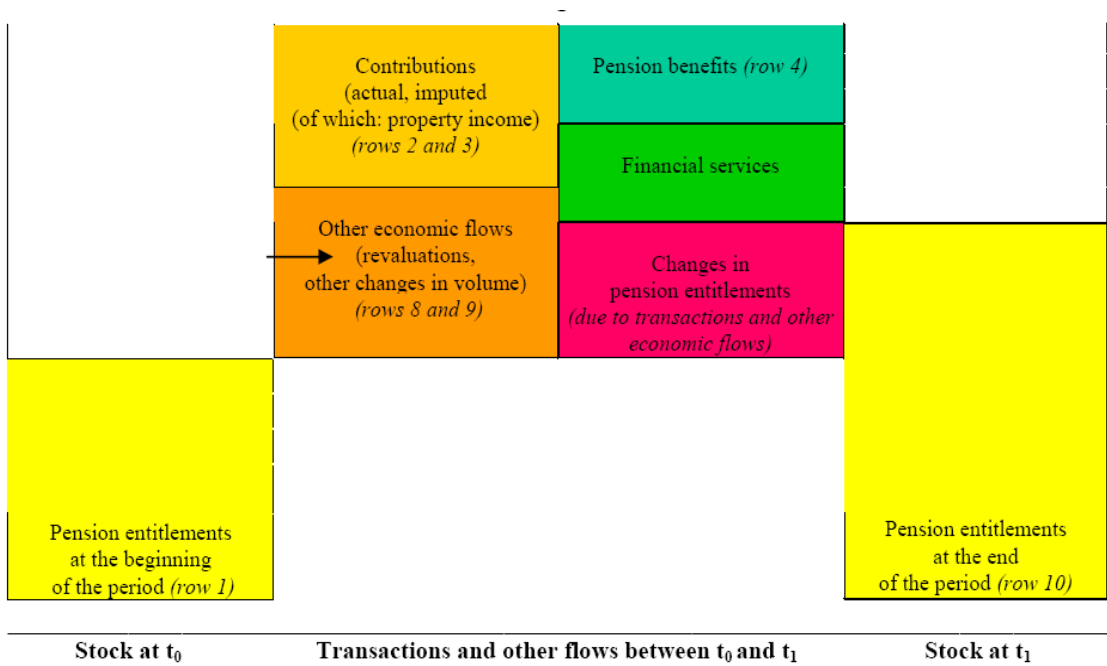 Contributions
(actual, imputed
(of which: property income)
(rows 2 and 3)
Pension benefits (row 4)
Financial services
Other economic flows
(revaluations,
other changes in volume)
(rows 8 and 9)
Changes in
pension entitlements
(due to transactions and other
economic flows)
Pension entitlements
at the beginning
of the period (row 1)
Pension entitlements
at the end
of the period (row 10)
Stock at t₀
Transactions and other flows between t₀ and t₁
Stock at t₁